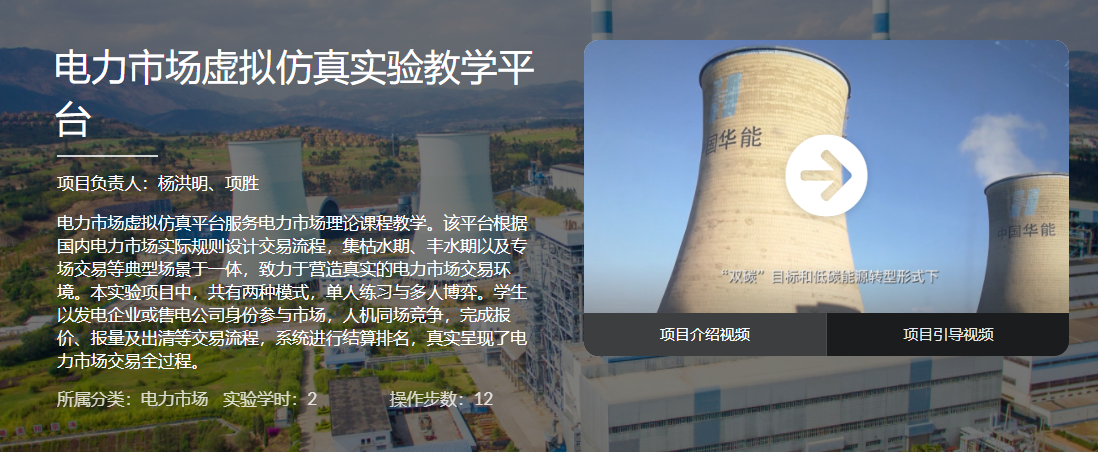 电力市场虚拟仿真实验教学平
台
项目负责人：杨洪明、项胜
电力市场虚拟仿真平台服务电力市场理论课程教学。该平台根据
国内电力市场实际规则设计交易流程，集枯水期、丰水期以及专
场交易等典型场景于一体，致力于营造真实的电力市场交易环
境。本实验项目中，共有两种模式，单人练习与多人博弈。学生
以发电企业或售电公司身份参与市场，人机同场竞争，完成报
价、报量及出清等交易流程，系统进行结算排名，真实呈现了电
力市场交易全过程。
所属分类：电力市场 实验学时：2 操作步数：12
国华能
中国华能
“双碳”目标和低碳能源转型形式下
项目介绍视频 项目引导视频